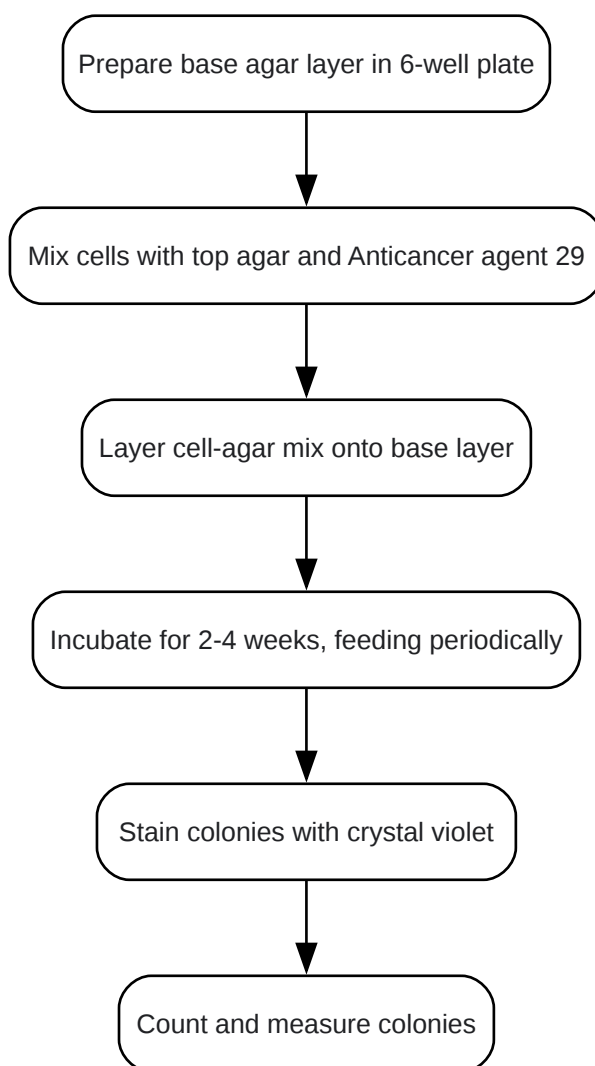 Prepare base agar layer in 6-well plate
Mix cells with top agar and Anticancer agent 29
Layer cell-agar mix onto base layer
Incubate for 2-4 weeks, feeding periodically
Stain colonies with crystal violet
Count and measure colonies